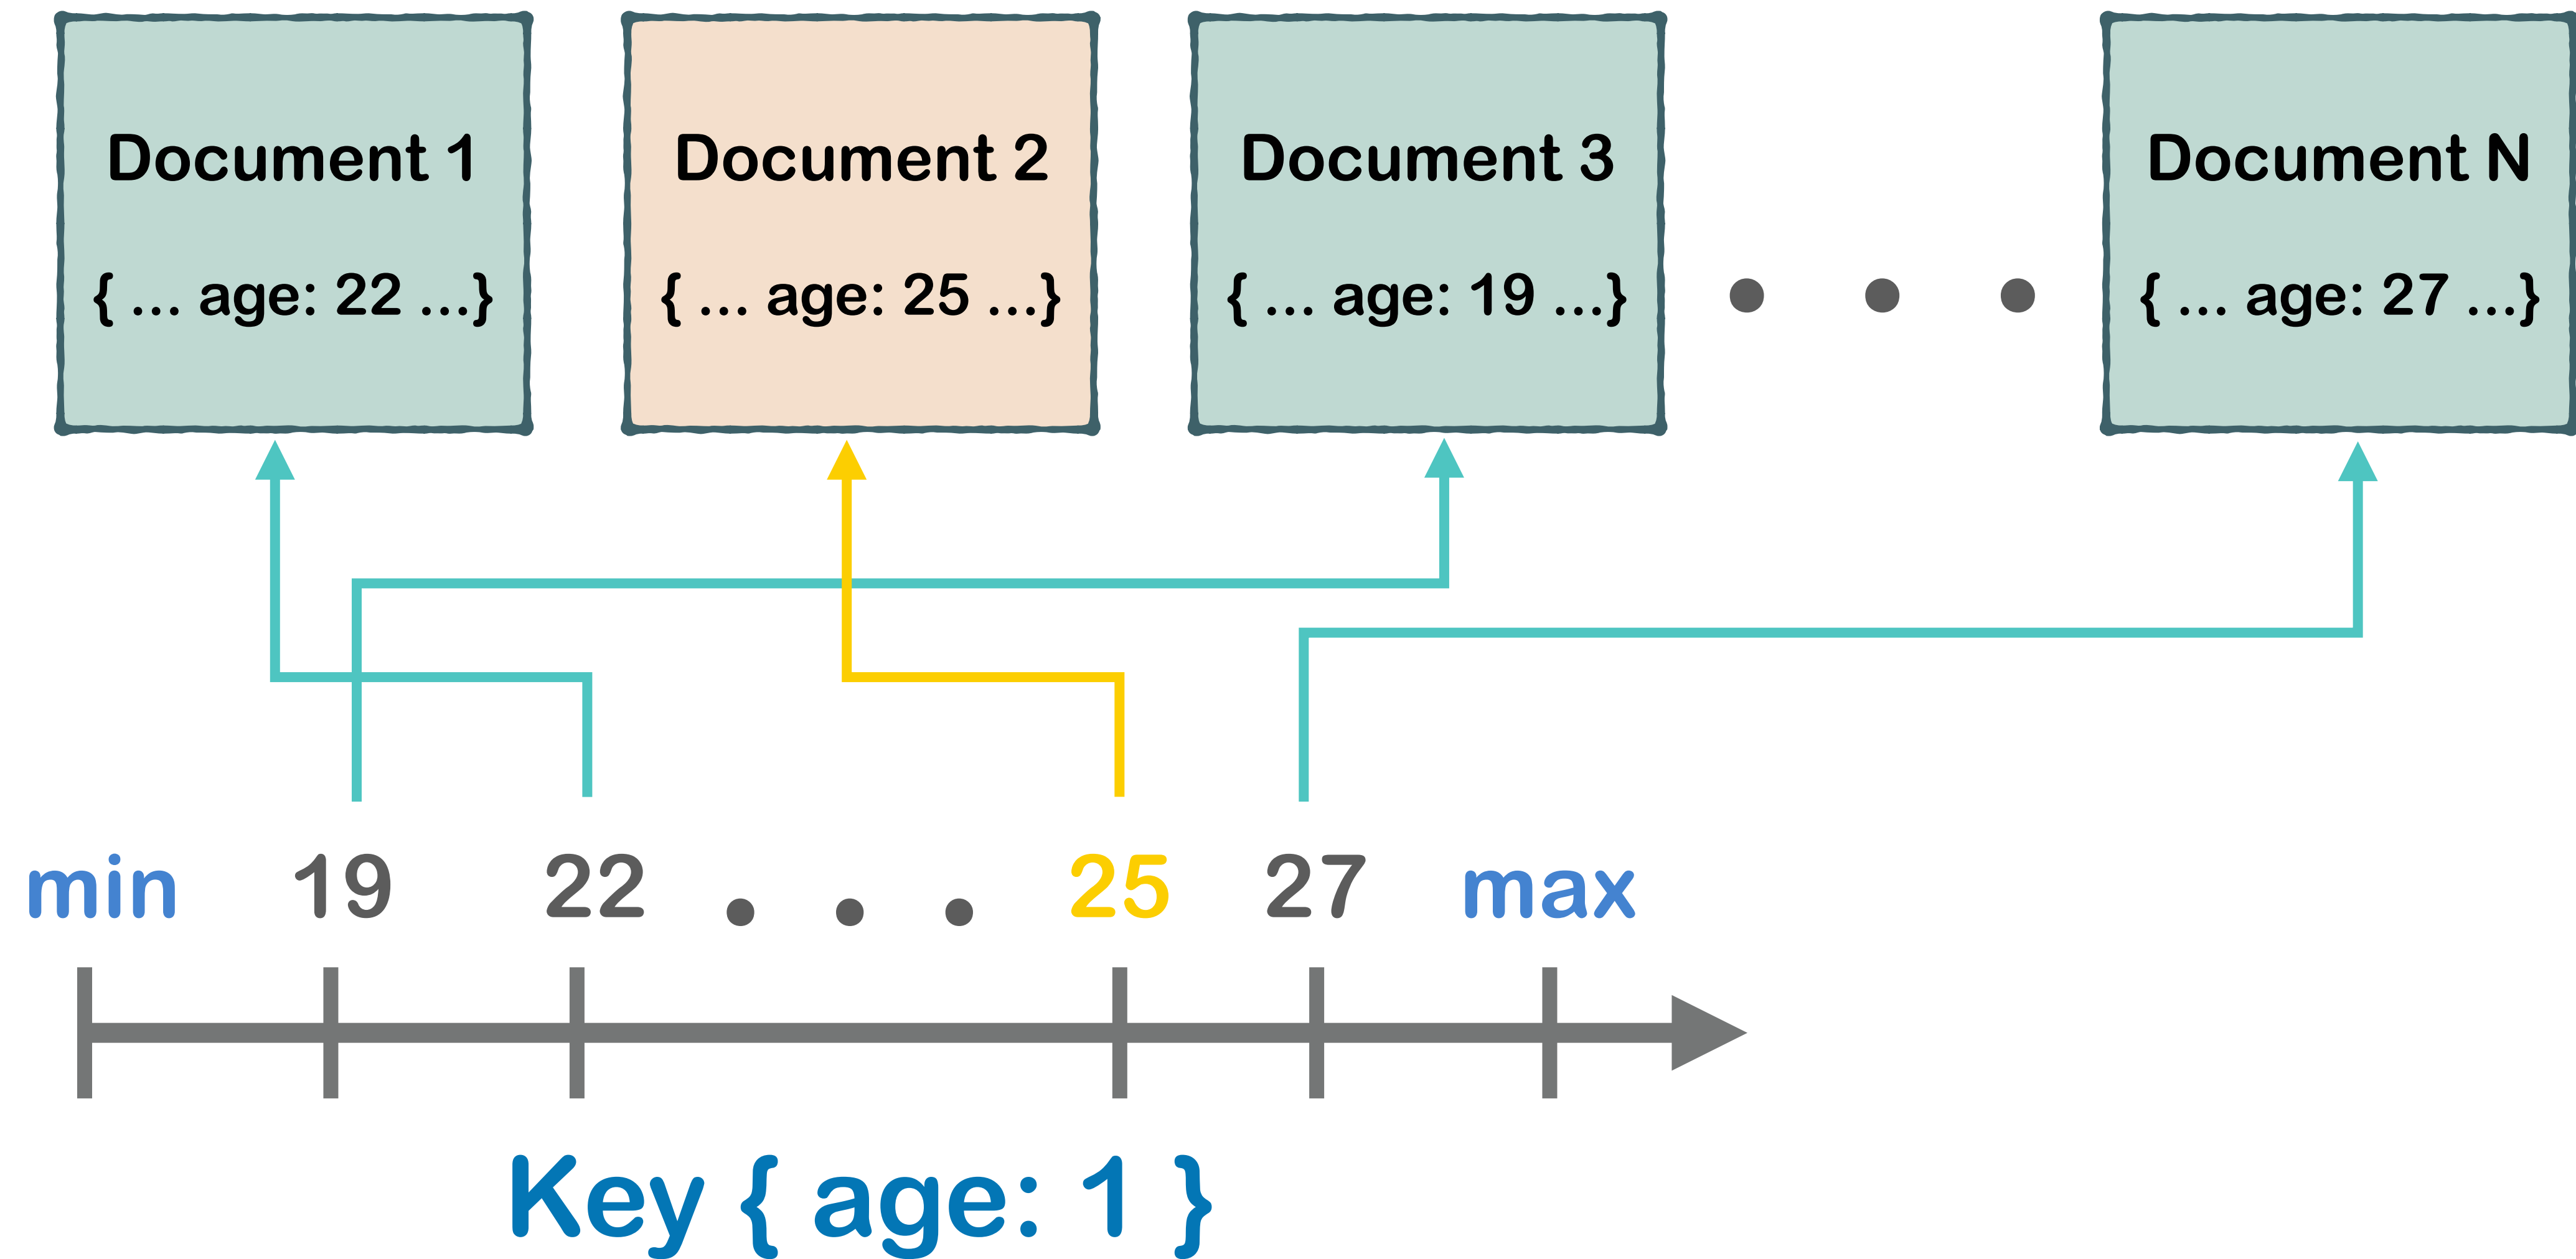 Document 1
{ ... age: 22 ...}
Document 2
{ ... age: 25 ...}
Document 3
{ ... age: 19 ...}
Document N
{ ... age: 27 ...}
min 19 22 . . . 25 27 max
Key { age: 1 }